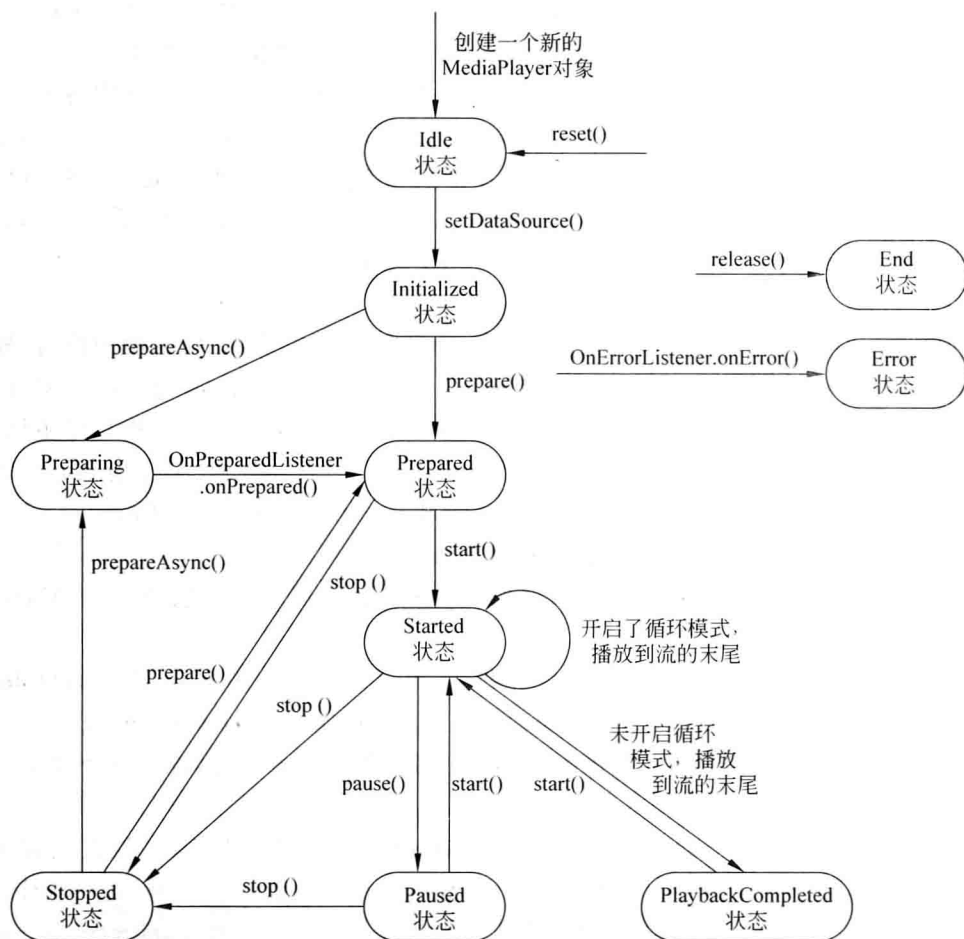 创建一个新的
MediaPlayer对象
Idle
状态
reset()
setDataSource()
release()
End
状态
Initialized
状态
prepareAsync()
prepare()
OnErrorListener.onError()
Error
状态
Preparing
状态
OnPreparedListener
.onPrepared()
Prepared
状态
prepareAsync()
stop ()
start()
Started
状态
开启了循环模式，
播放到流的末尾
prepare()
stop ()
pause()
start()
start()
未开启循环
模式，播放
到流的末尾
Stopped
状态
stop ()
Paused
状态
PlaybackCompleted
状态